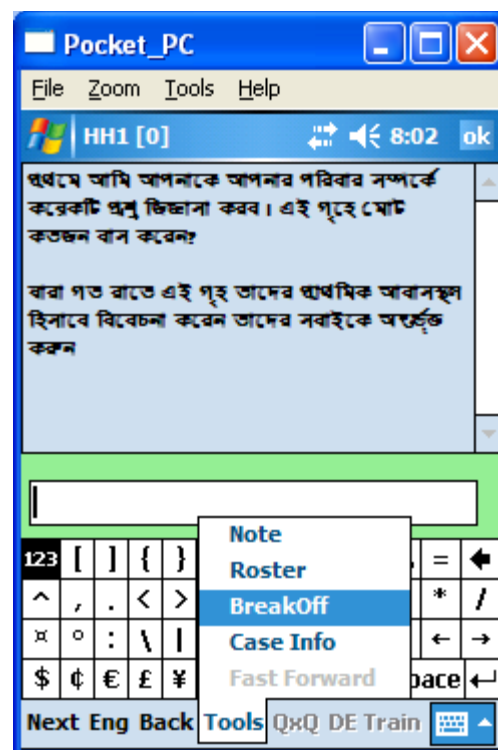 Pocket_PC
File Zoom Tools Help
HH1 [0] 8:02 ok
প্রথমে আমি আপনাকে আপনার পরিবার সম্পর্কে
কয়েকটি প্রশ্ন জিজ্ঞাসা করব। এই গৃহে মোট
কতজন বাস করেন?
যারা গত রাতে এই গৃহ তাদের প্রাথমিক আবাসস্থল
হিসাবে বিবেচনা করেন তাদের সবাইকে অন্তর্ভুক্ত
করুন
Note
Roster
BreakOff
Case Info
Fast Forward
123 [ ] { } =
^ , . < > * /
¤ º : \ | ← →
$ ¢ € £ ¥
Next Eng Back Tools QxQ DE Train